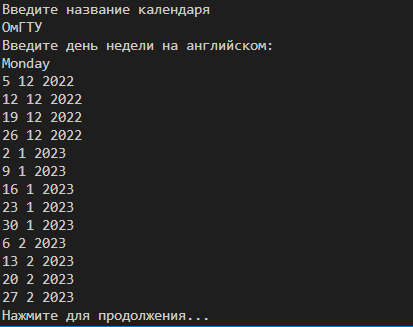 Введите название календаря
ОмГТУ
Введите день недели на английском:
Monday
5 12 2022
12 12 2022
19 12 2022
26 12 2022
2 1 2023
9 1 2023
16 1 2023
23 1 2023
30 1 2023
6 2 2023
13 2 2023
20 2 2023
27 2 2023
Нажмите для продолжения...